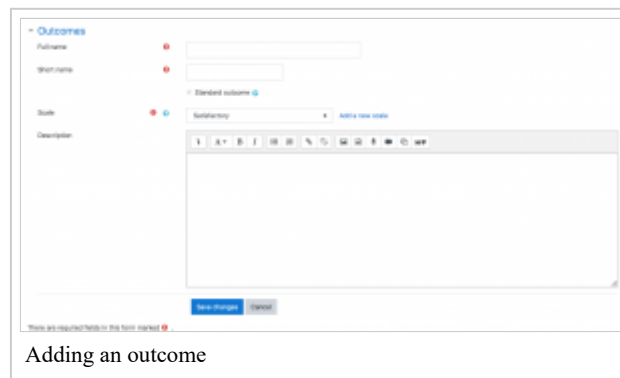 Outcomes
Full name
Short name
Standard outcome
Scale
Satisfactory
Add a new scale
Description
A B I
Save changes
Cancel
There are required fields in this form marked .
Adding an outcome